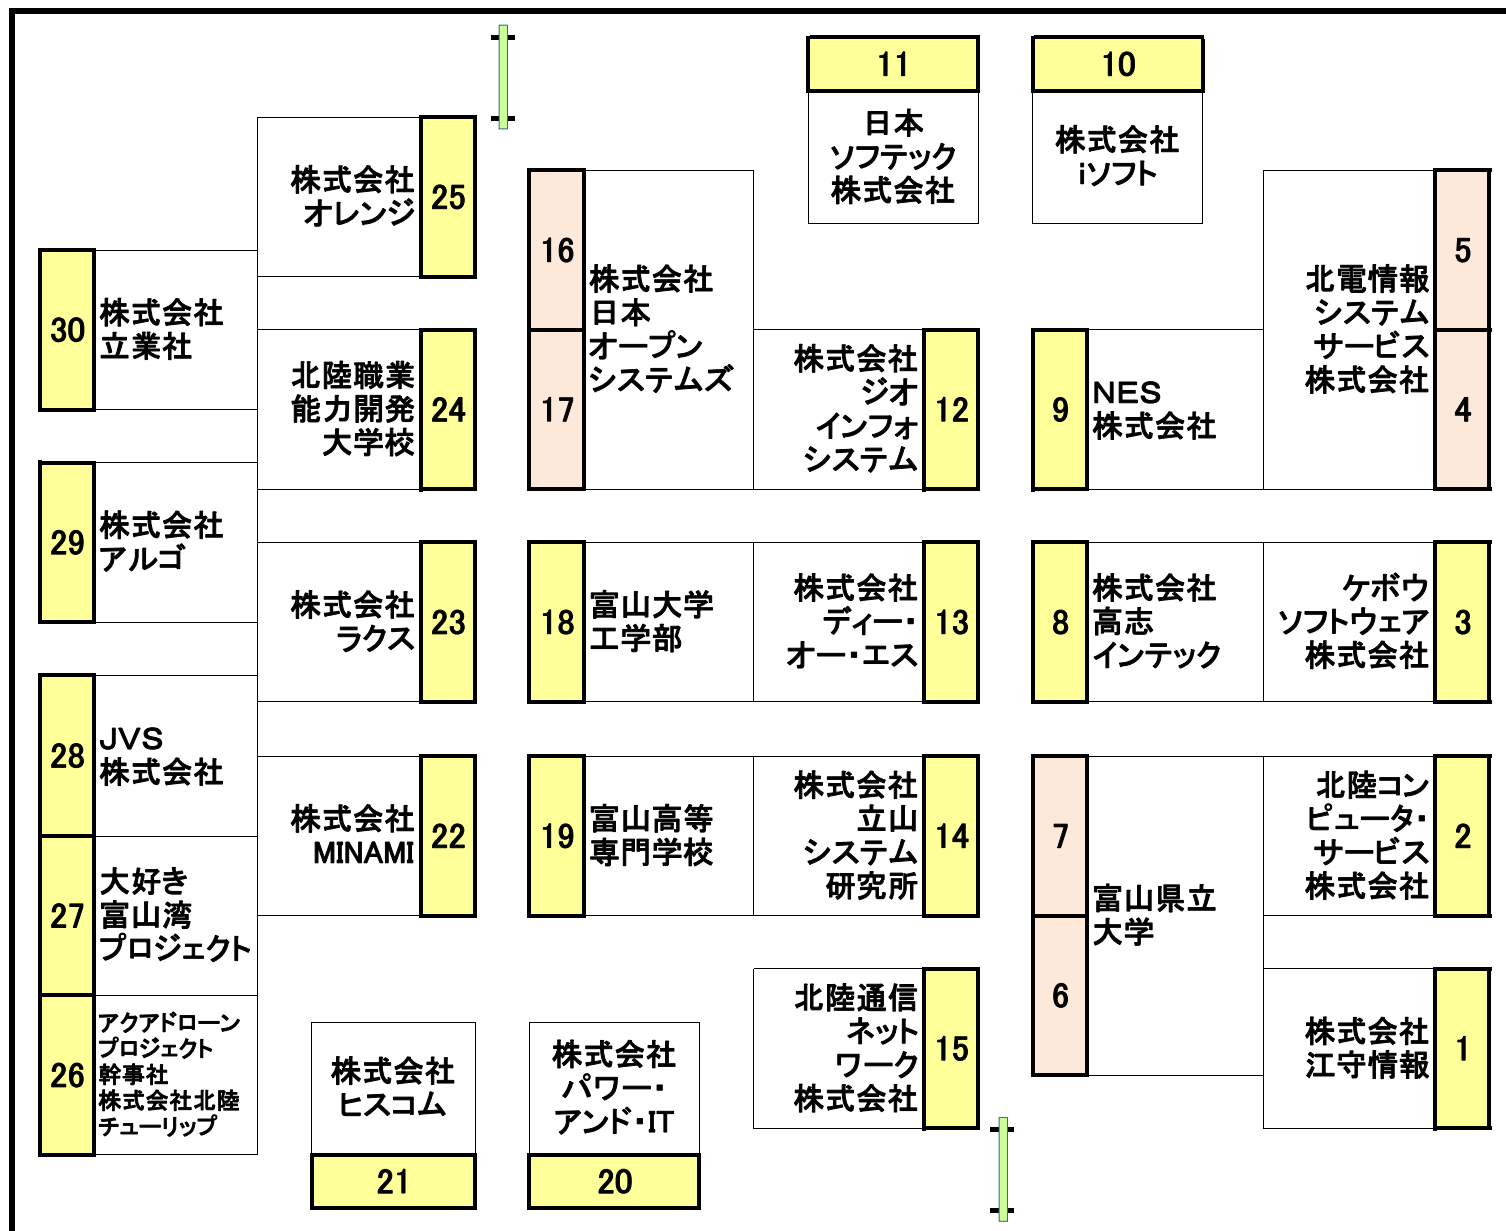 11
日本
ソフテック
株式会社
10
株式会社
iソフト
株式会社
オレンジ
25
16
17
株式会社
日本
オープン
システムズ
北電情報
システム
サービス
株式会社
5
4
30
株式会社
立業社
北陸職業
能力開発
大学校
24
株式会社
ジオ
インフォ
システム
12
9
NES
株式会社
29
株式会社
アルゴ
株式会社
ラクス
23
18
富山大学
工学部
株式会社
ディー・
オー・エス
13
8
株式会社
高志
インテック
ケボウ
ソフトウェア
株式会社
3
28
JVS
株式会社
株式会社
MINAMI
22
19
富山高等
専門学校
株式会社
立山
システム
研究所
14
7
6
富山県立
大学
北陸コン
ピュータ・
サービス
株式会社
2
27
大好き
富山湾
プロジェクト
26
アクアドローン
プロジェクト
幹事社
株式会社北陸
チューリップ
株式会社
ヒスコム
21
株式会社
パワー・
アンド・IT
20
北陸通信
ネット
ワーク
株式会社
15
株式会社
江守情報
1